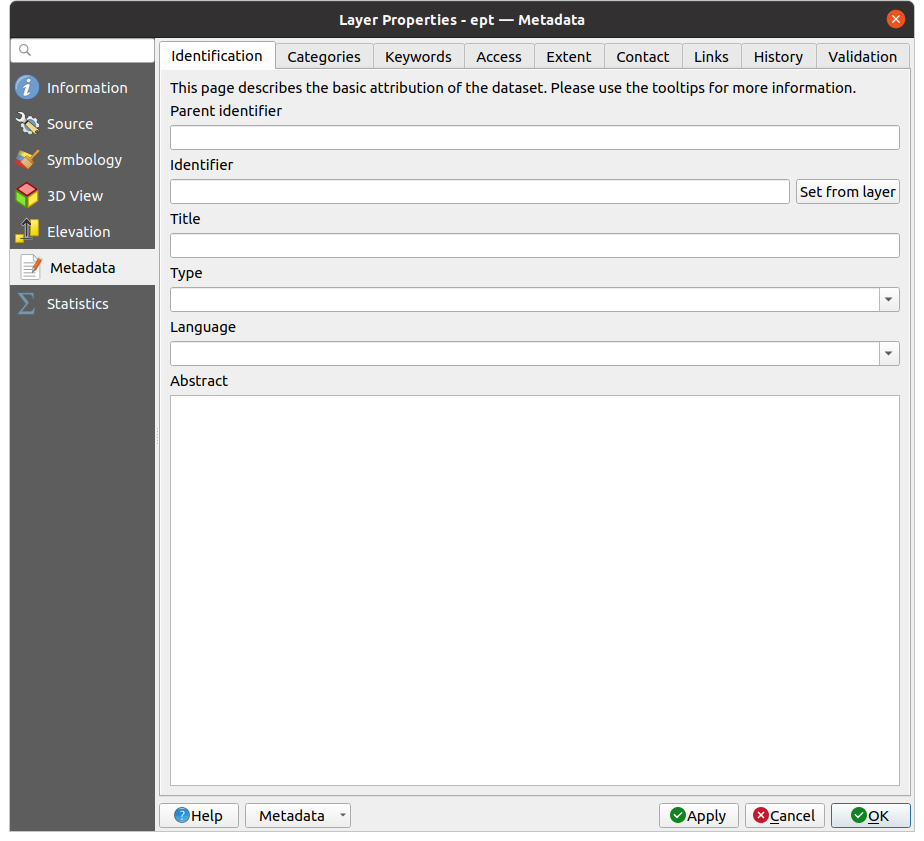 Layer Properties - ept — Metadata
Information
Source
Symbology
3D View
Elevation
Metadata
Statistics
Identification Categories Keywords Access Extent Contact Links History Validation
This page describes the basic attribution of the dataset. Please use the tooltips for more information.
Parent identifier
Identifier
Set from layer
Title
Type
Language
Abstract
Help Metadata Apply Cancel OK